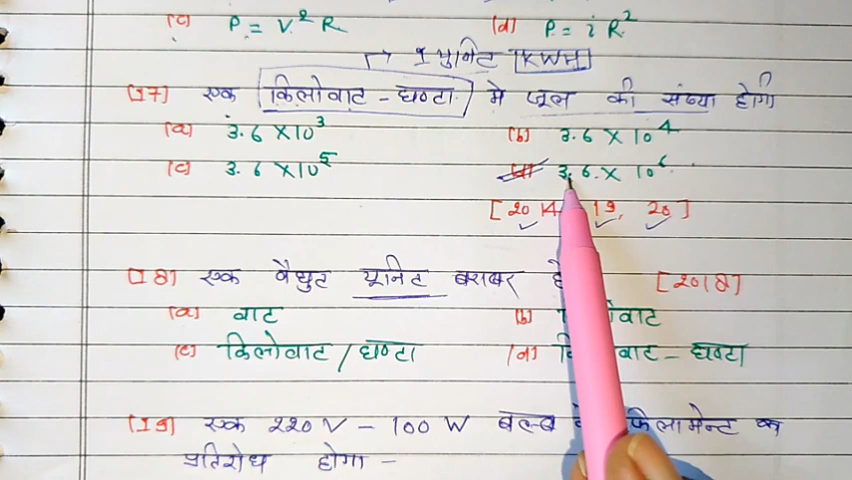 (c) P = V²R (d) P = i R²
→ 1 युनिट KWH
(17) एक किलोवाट - घण्टा में जूल की संख्या होगी
(a) 3.6 X 10³ (b) 3.6 X 10⁴
(c) 3.6 X 10⁵ (d) 3.6 X 10⁶
[2014, 19, 20]
(18) एक वैधुत यूनिट बराबर है [2018]
(a) वाट (b) वाट
(c) किलोवाट / घण्टा (d) वाट - घण्टा
(19) एक 220 V - 100 W बल्ब के फिलामेन्ट का
प्रतिरोध होगा -